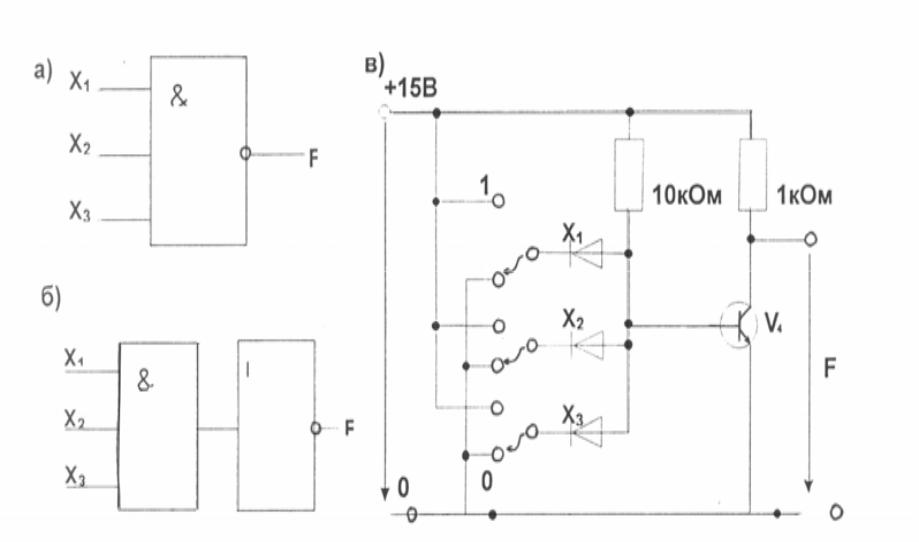 а)
X₁
&
X₂
F
X₃
б)
X₁
&
1
X₂
F
X₃
в)
+15В
1
10кОм
1кОм
X₁
X₂
V₄
F
X₃
0
0